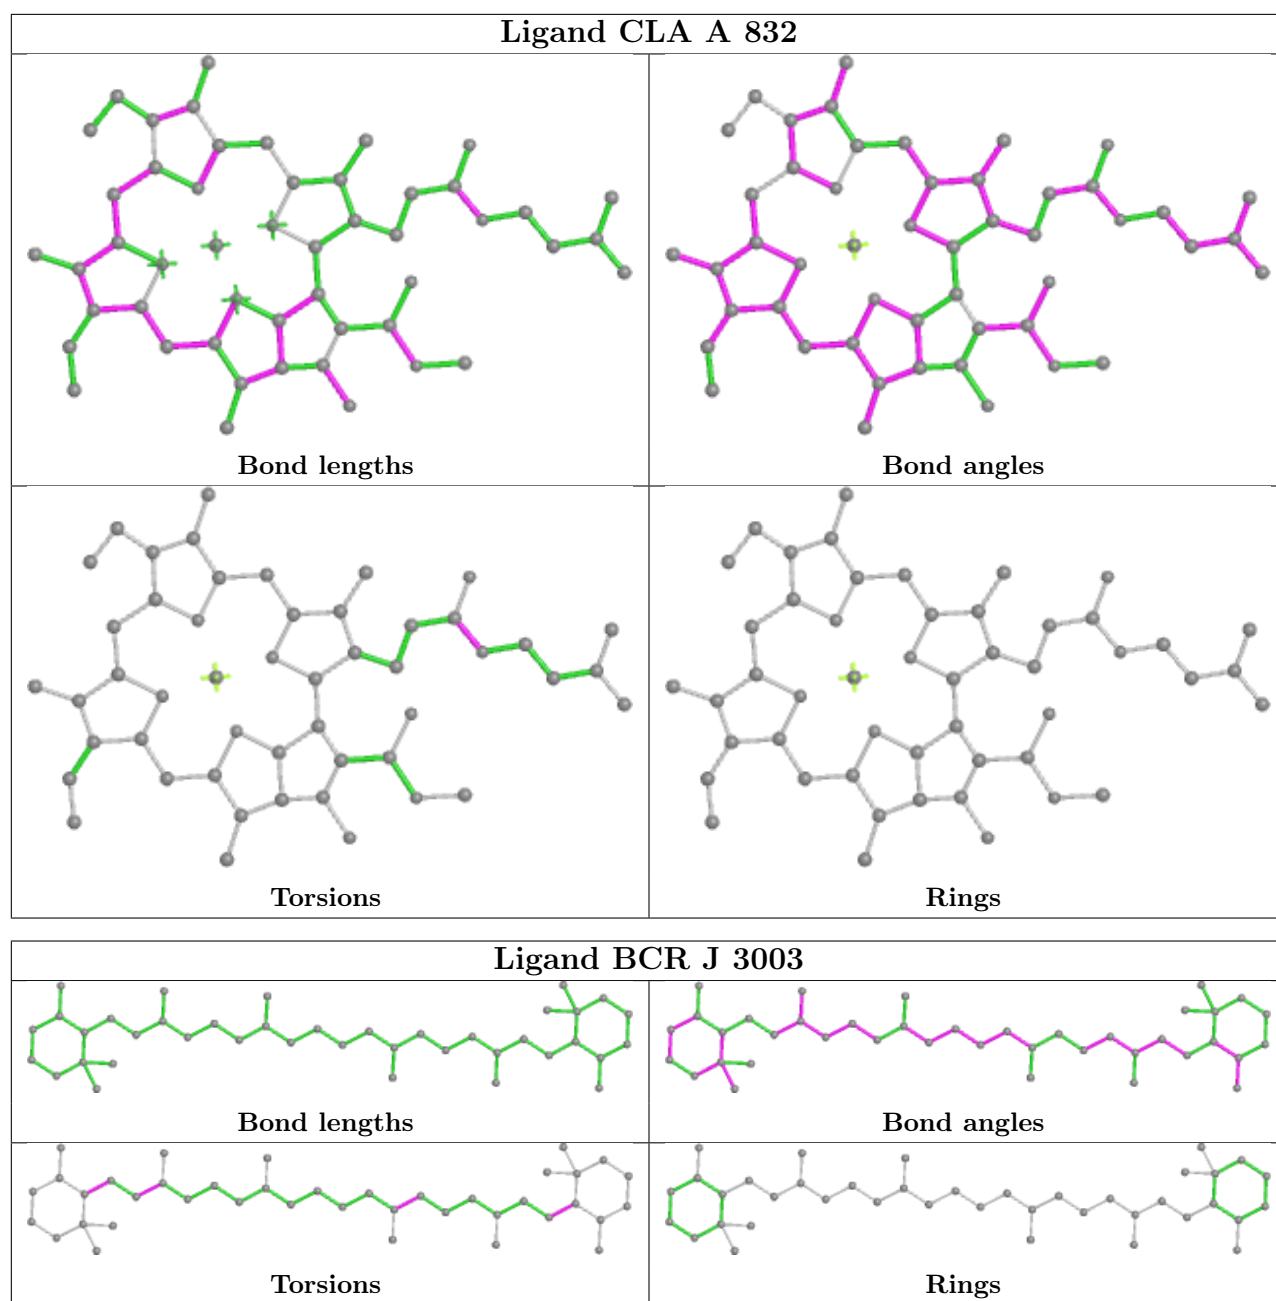 Ligand CLA A 832
Bond lengths
Bond angles
Torsions
Rings
Ligand BCR J 3003
Bond lengths
Bond angles
Torsions
Rings